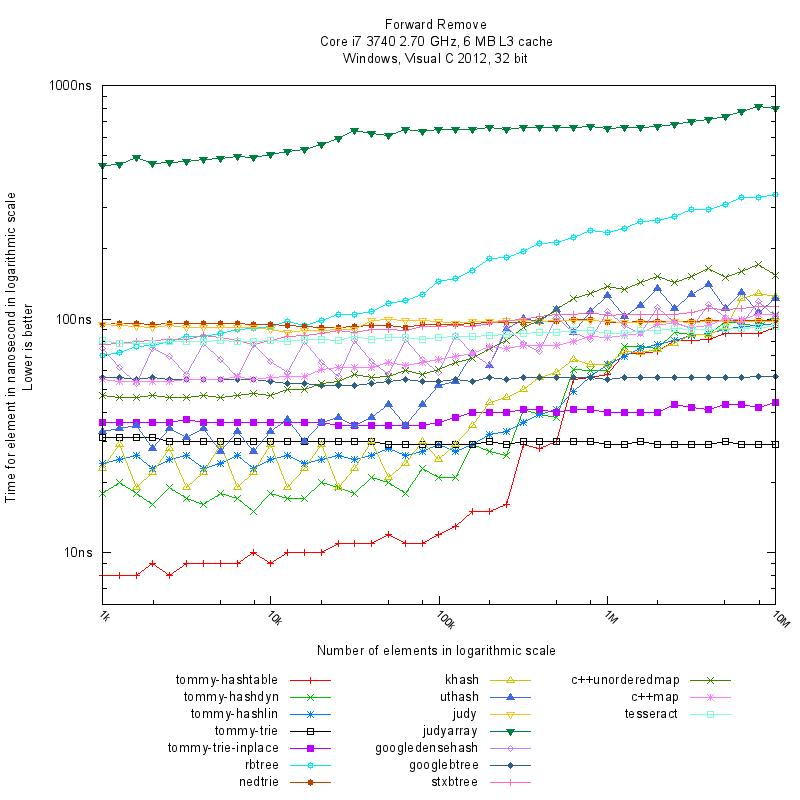 Forward Remove
Core i7 3740 2.70 GHz, 6 MB L3 cache
Windows, Visual C 2012, 32 bit
Time for element in nanosecond in logarithmic scale
Lower is better
1000ns
100ns
10ns
1k
10k
100k
1M
10M
Number of elements in logarithmic scale
tommy-hashtable
tommy-hashdyn
tommy-hashlin
tommy-trie
tommy-trie-inplace
rbtree
nedtrie
khash
uthash
judy
judyarray
googledensehash
googlebtree
stxbtree
c++unorderedmap
c++map
tesseract